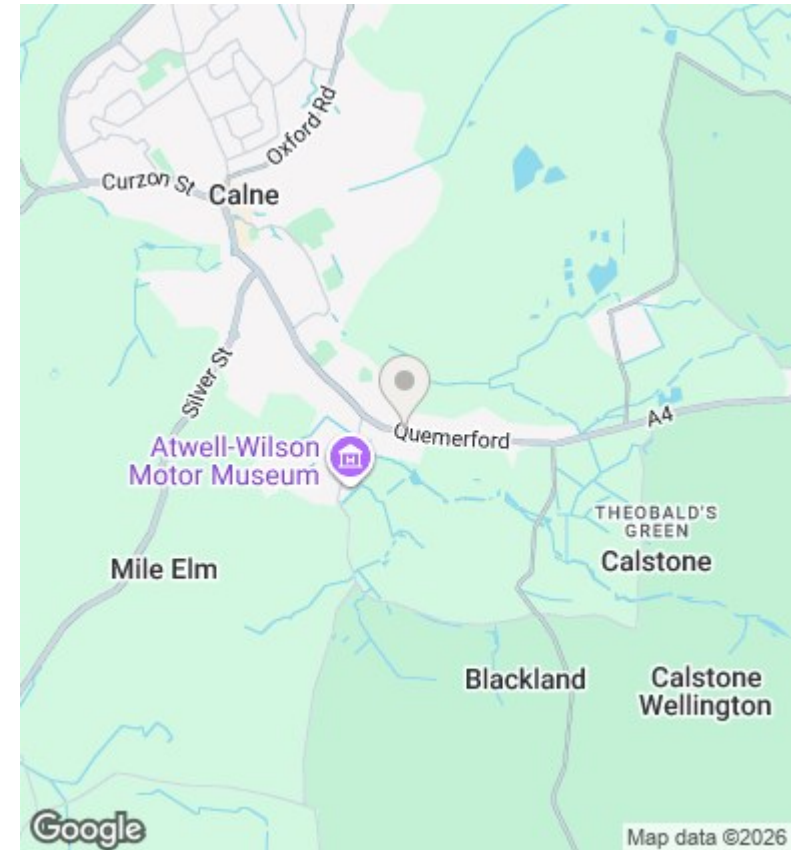 Oxford Rd
Curzon St
Calne
Silver St
Quemerford
A4
Atwell-Wilson
Motor Museum
THEOBALD'S
GREEN
Calstone
Mile Elm
Blackland
Calstone
Wellington
Google
Map data ©2026